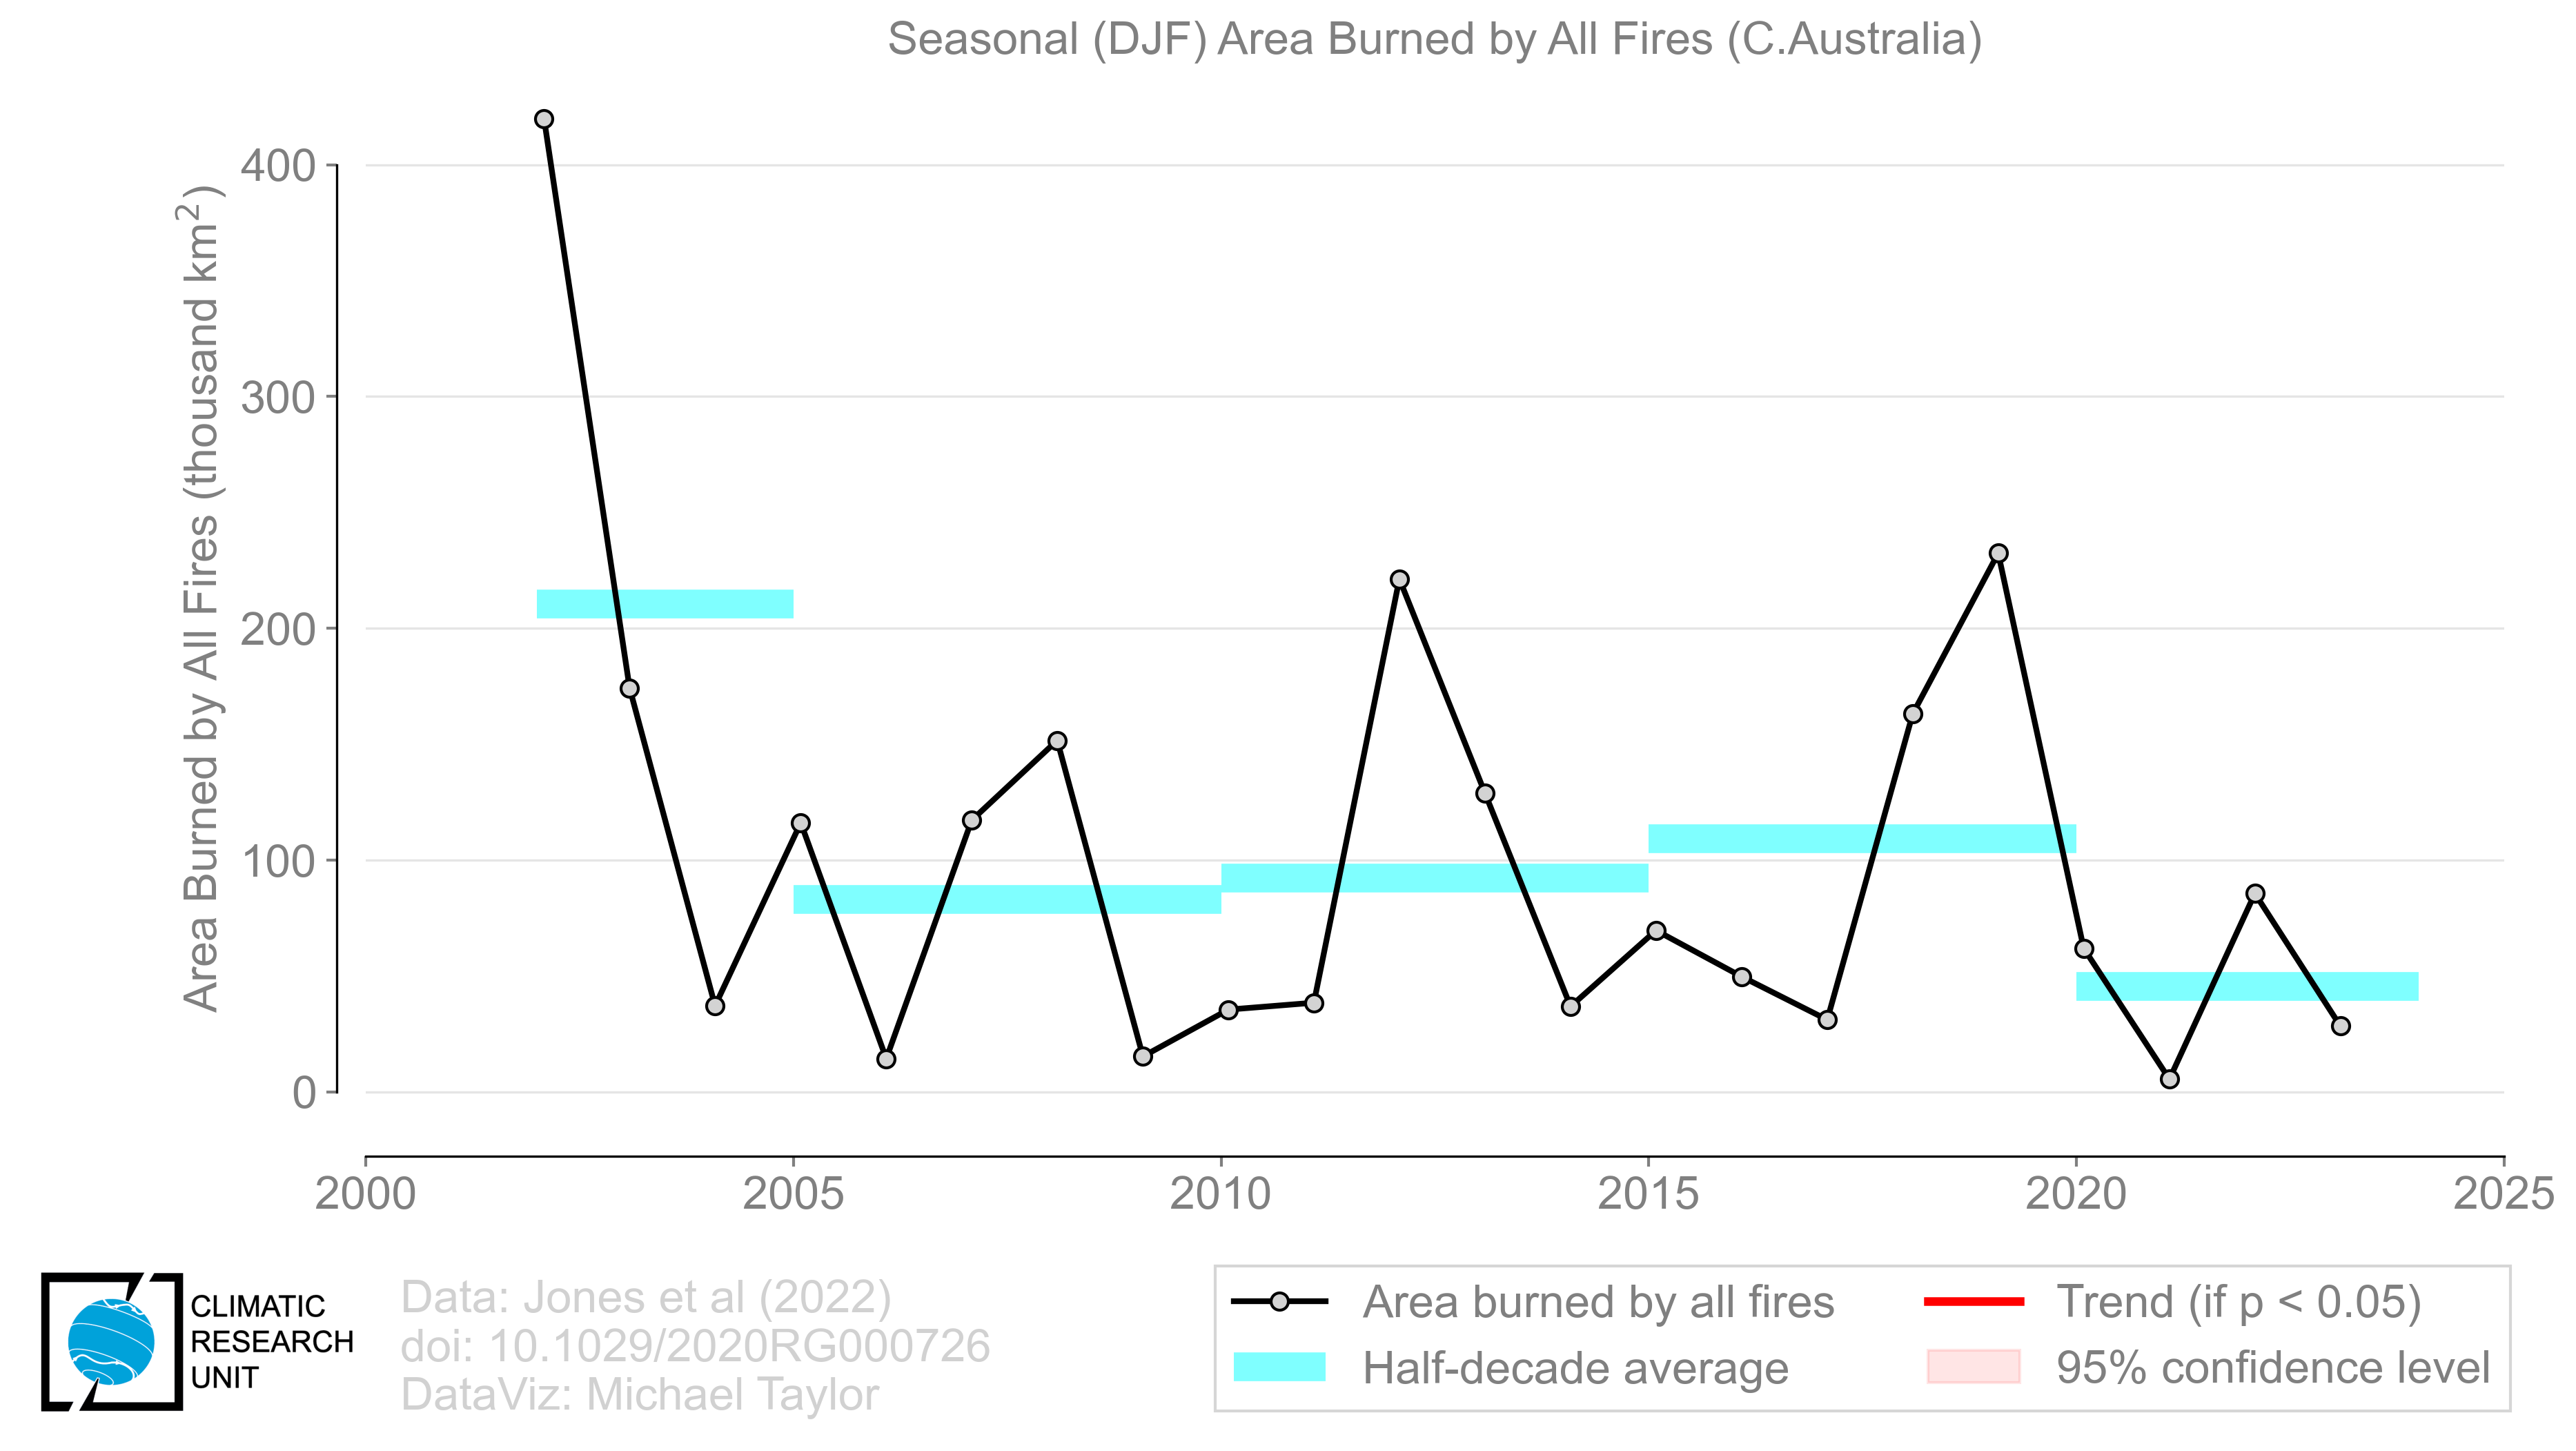 Seasonal (DJF) Area Burned by All Fires (C.Australia)
Area Burned by All Fires (thousand km²)
400
300
200
100
0
2000 2005 2010 2015 2020 2025
CLIMATIC
RESEARCH
UNIT
Data: Jones et al (2022)
doi: 10.1029/2020RG000726
DataViz: Michael Taylor
Area burned by all fires
Half-decade average
Trend (if p < 0.05)
95% confidence level